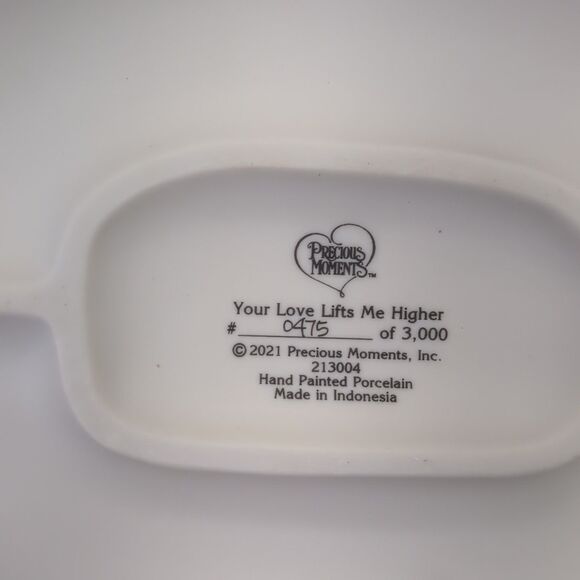 PRECIOUS
MOMENTS™
Your Love Lifts Me Higher
# 0475 of 3,000
© 2021 Precious Moments, Inc.
213004
Hand Painted Porcelain
Made in Indonesia